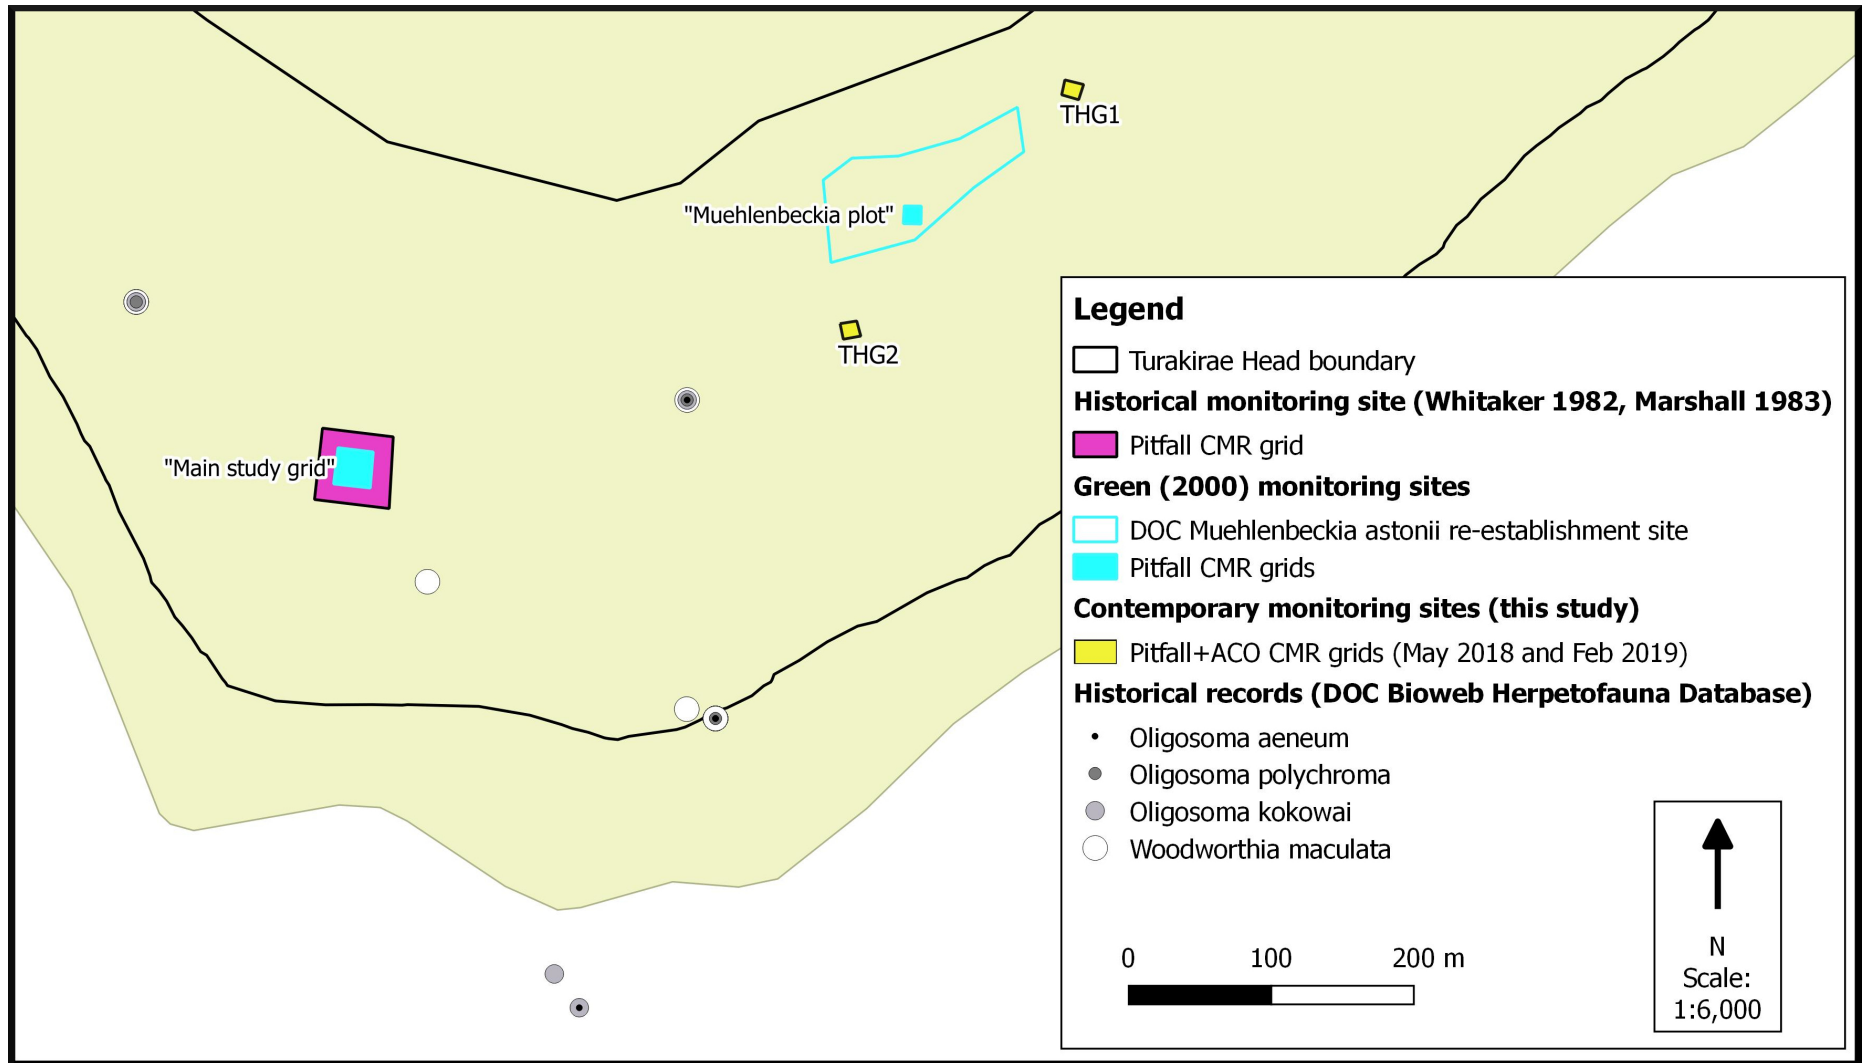 THG1
"Muehlenbeckia plot"
THG2
"Main study grid"
Legend
Turakirae Head boundary
Historical monitoring site (Whitaker 1982, Marshall 1983)
Pitfall CMR grid
Green (2000) monitoring sites
DOC Muehlenbeckia astonii re-establishment site
Pitfall CMR grids
Contemporary monitoring sites (this study)
Pitfall+ACO CMR grids (May 2018 and Feb 2019)
Historical records (DOC Bioweb Herpetofauna Database)
Oligosoma aeneum
Oligosoma polychroma
Oligosoma kokowai
Woodworthia maculata
0 100 200 m
N
Scale:
1:6,000